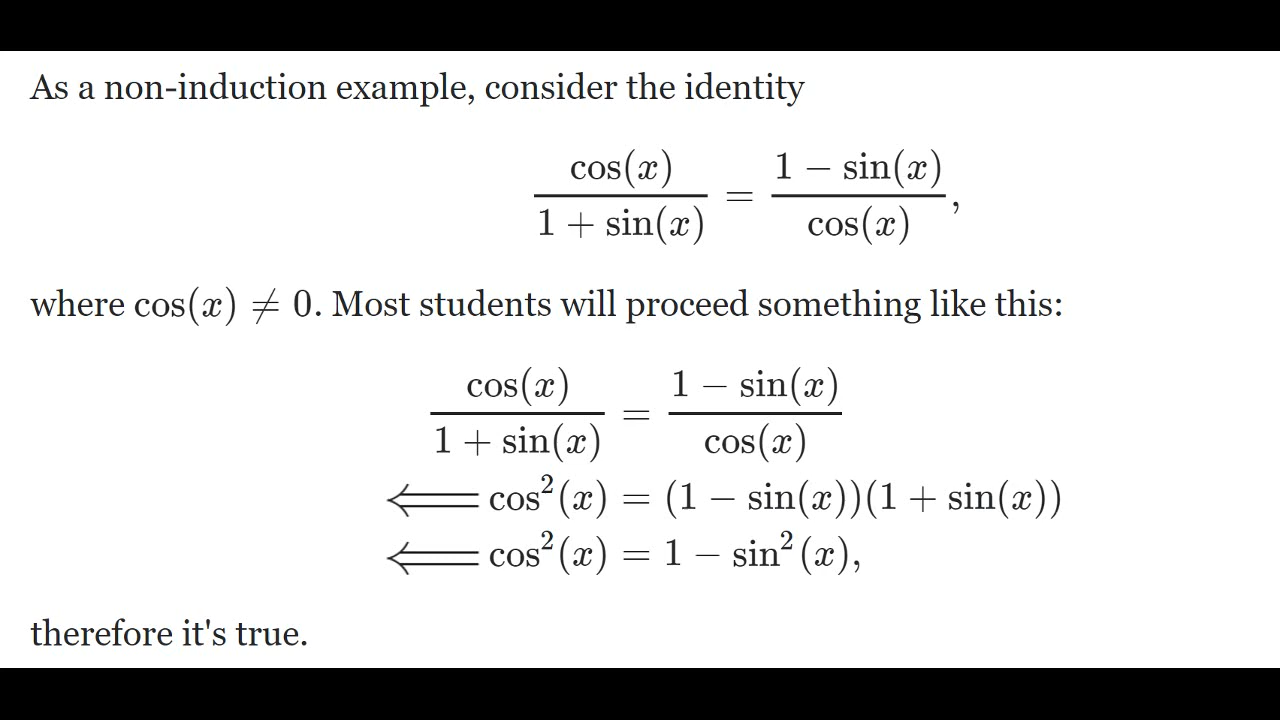 As a non-induction example, consider the identity
cos(x) / (1 + sin(x)) = (1 − sin(x)) / cos(x),
where cos(x) ≠ 0. Most students will proceed something like this:
cos(x) / (1 + sin(x)) = (1 − sin(x)) / cos(x)
⟸ cos²(x) = (1 − sin(x))(1 + sin(x))
⟸ cos²(x) = 1 − sin²(x),
therefore it's true.